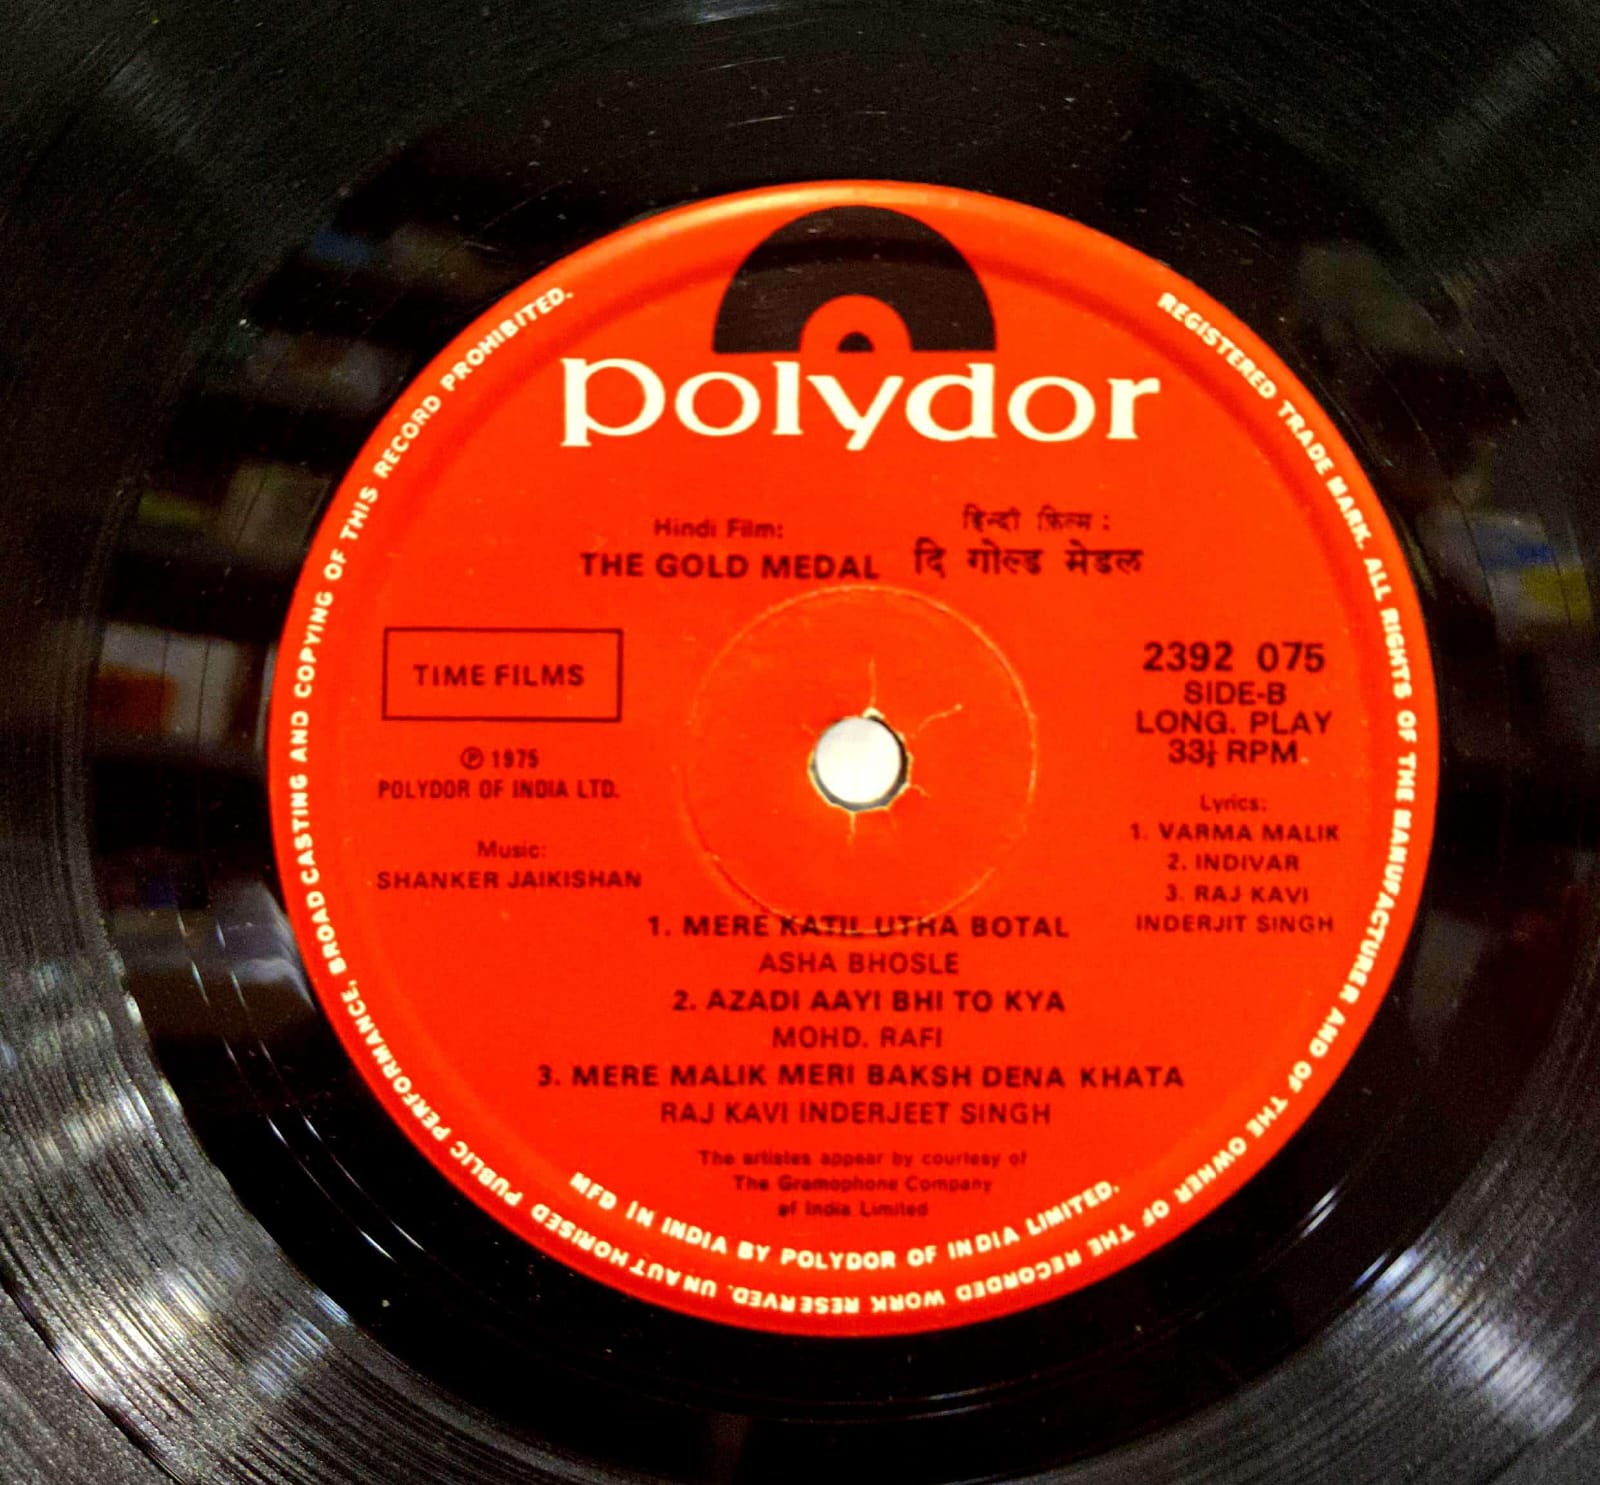 polydor
Hindi Film:
THE GOLD MEDAL
हिन्दी फ़िल्म :
दि गोल्ड मेडल
TIME FILMS
℗ 1975
POLYDOR OF INDIA LTD.
Music:
SHANKER JAIKISHAN
2392 075
SIDE-B
LONG. PLAY
33⅓ RPM.
Lyrics:
1. VARMA MALIK
2. INDIVAR
3. RAJ KAVI
INDERJIT SINGH
1. MERE KATIL UTHA BOTAL
ASHA BHOSLE
2. AZADI AAYI BHI TO KYA
MOHD. RAFI
3. MERE MALIK MERI BAKSH DENA KHATA
RAJ KAVI INDERJEET SINGH
The artistes appear by courtesy of
The Gramophone Company
of India Limited
MFD IN INDIA BY POLYDOR OF INDIA LIMITED.
REGISTERED TRADE MARK. ALL RIGHTS OF THE MANUFACTURER AND OF THE OWNER OF THE RECORDED WORK RESERVED. UNAUTHORISED PUBLIC PERFORMANCE, BROADCASTING AND COPYING OF THIS RECORD PROHIBITED.